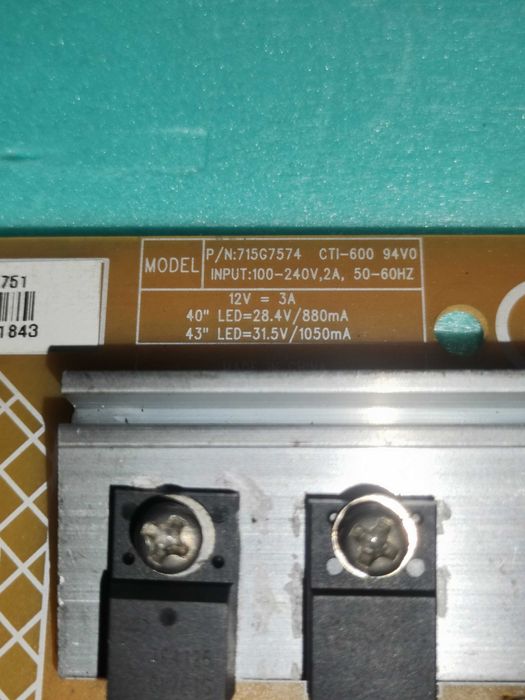 MODEL
P/N:715G7574 CTI-600 94V0
INPUT:100-240V,2A, 50-60HZ
12V = 3A
40" LED=28.4V/880mA
43" LED=31.5V/1050mA
751
1843